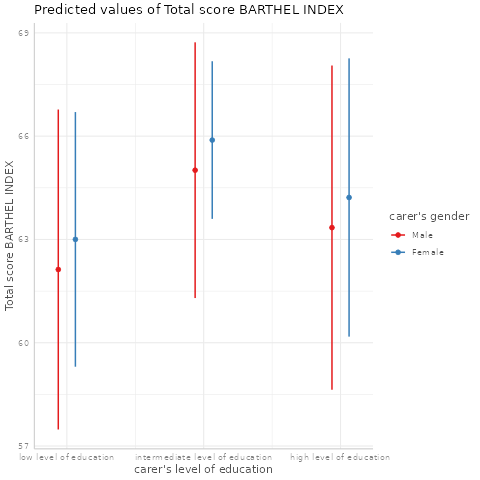 Predicted values of Total score BARTHEL INDEX
69
66
63
60
57
Total score BARTHEL INDEX
low level of education
intermediate level of education
high level of education
carer's level of education
carer's gender
Male
Female